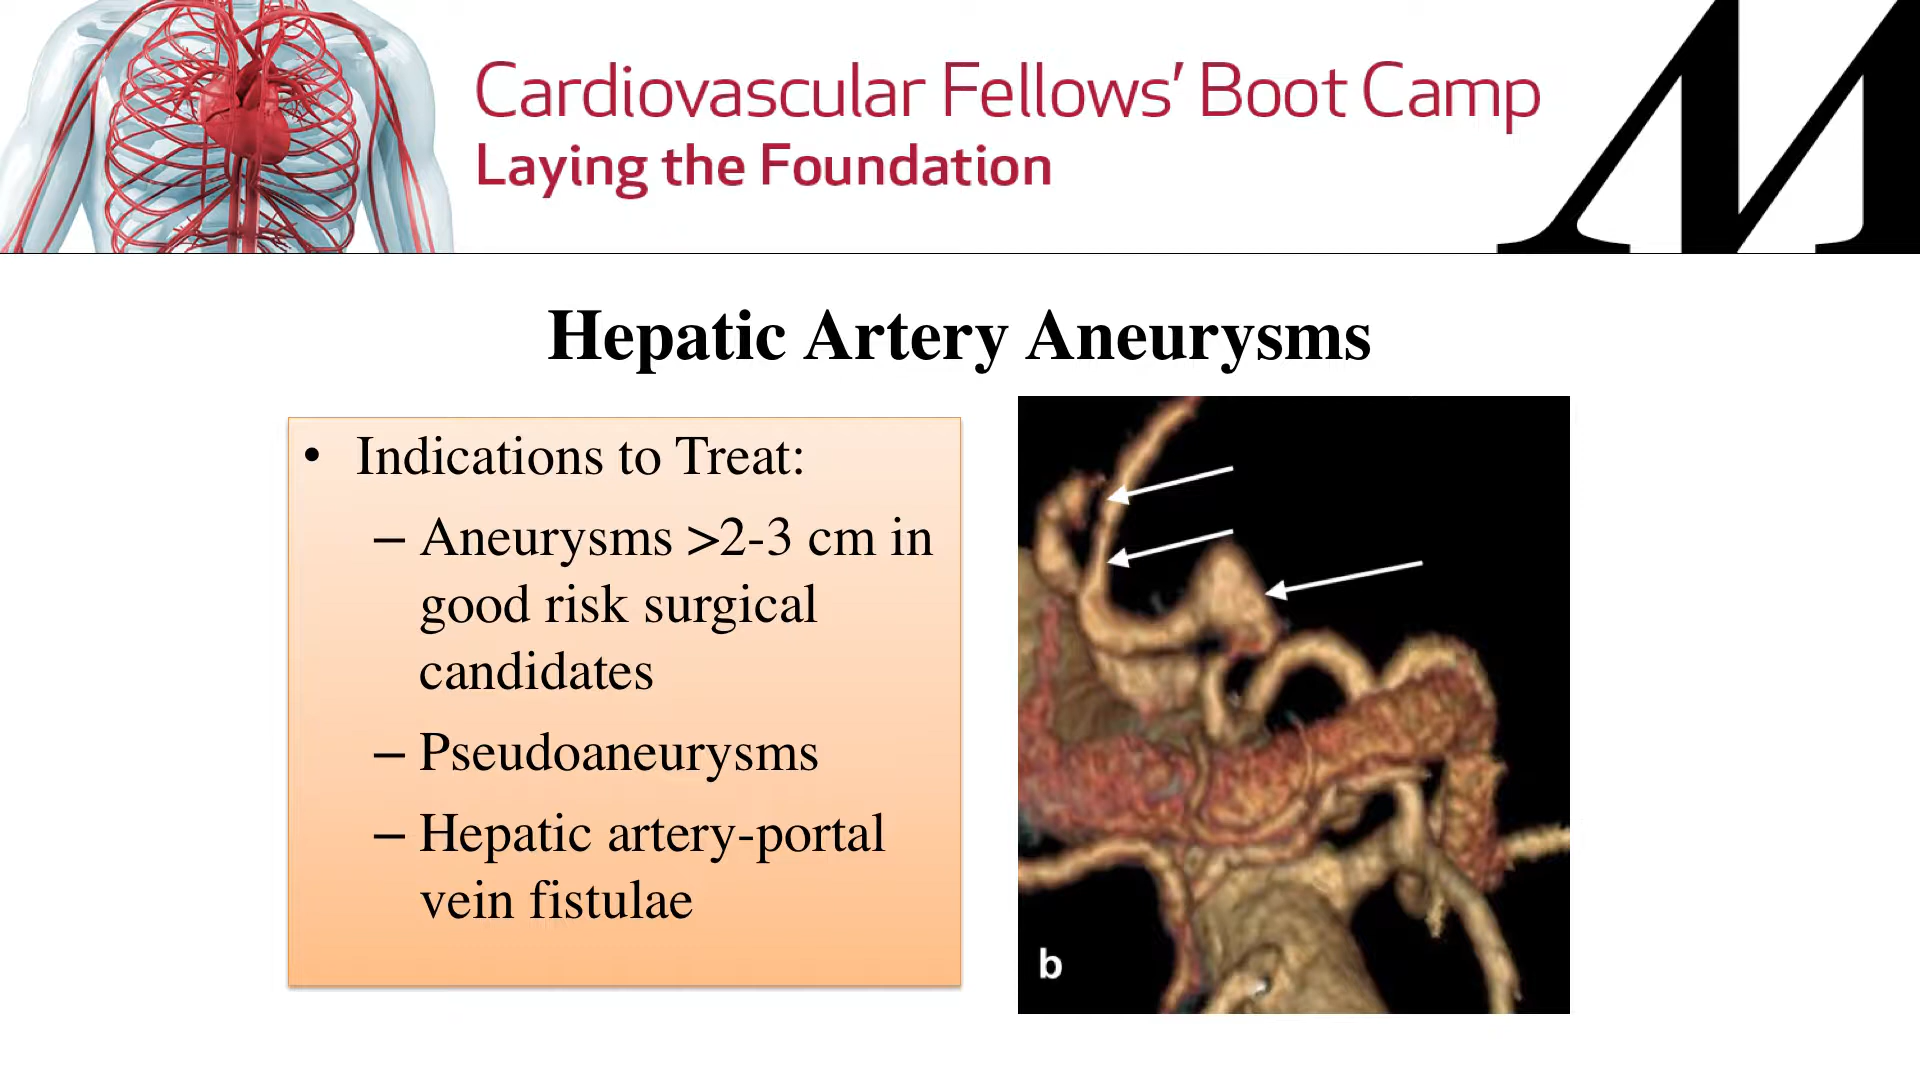 Cardiovascular Fellows’ Boot Camp
Laying the Foundation
M
Hepatic Artery Aneurysms
• Indications to Treat:
– Aneurysms >2-3 cm in
good risk surgical
candidates
– Pseudoaneurysms
– Hepatic artery-portal
vein fistulae
b